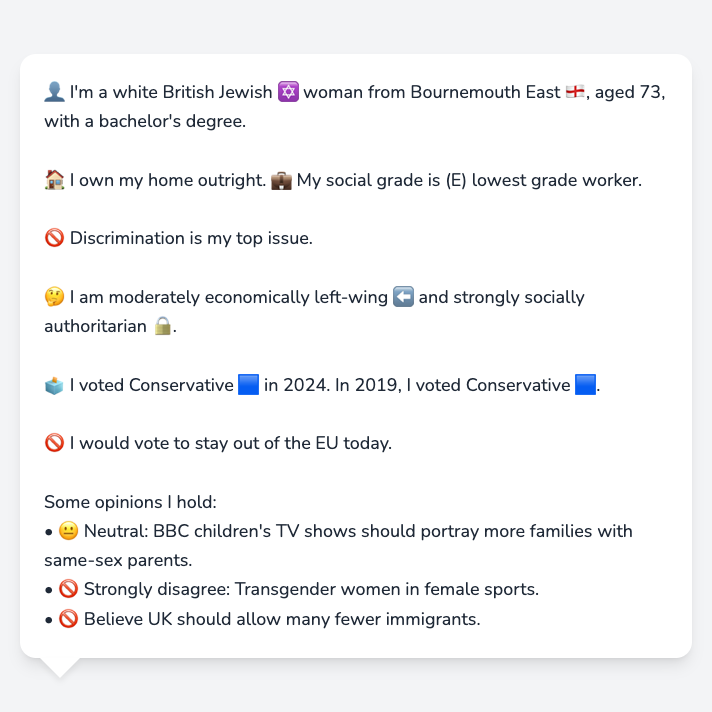 👤 I'm a white British Jewish ✡️ woman from Bournemouth East 🏴󠁧󠁢󠁥󠁮󠁧󠁿, aged 73,
with a bachelor's degree.
🏠 I own my home outright. 💼 My social grade is (E) lowest grade worker.
🚫 Discrimination is my top issue.
🤔 I am moderately economically left-wing ⬅️ and strongly socially
authoritarian 🔒.
🗳️ I voted Conservative 🟦 in 2024. In 2019, I voted Conservative 🟦.
🚫 I would vote to stay out of the EU today.
Some opinions I hold:
• 😐 Neutral: BBC children's TV shows should portray more families with
same-sex parents.
• 🚫 Strongly disagree: Transgender women in female sports.
• 🚫 Believe UK should allow many fewer immigrants.